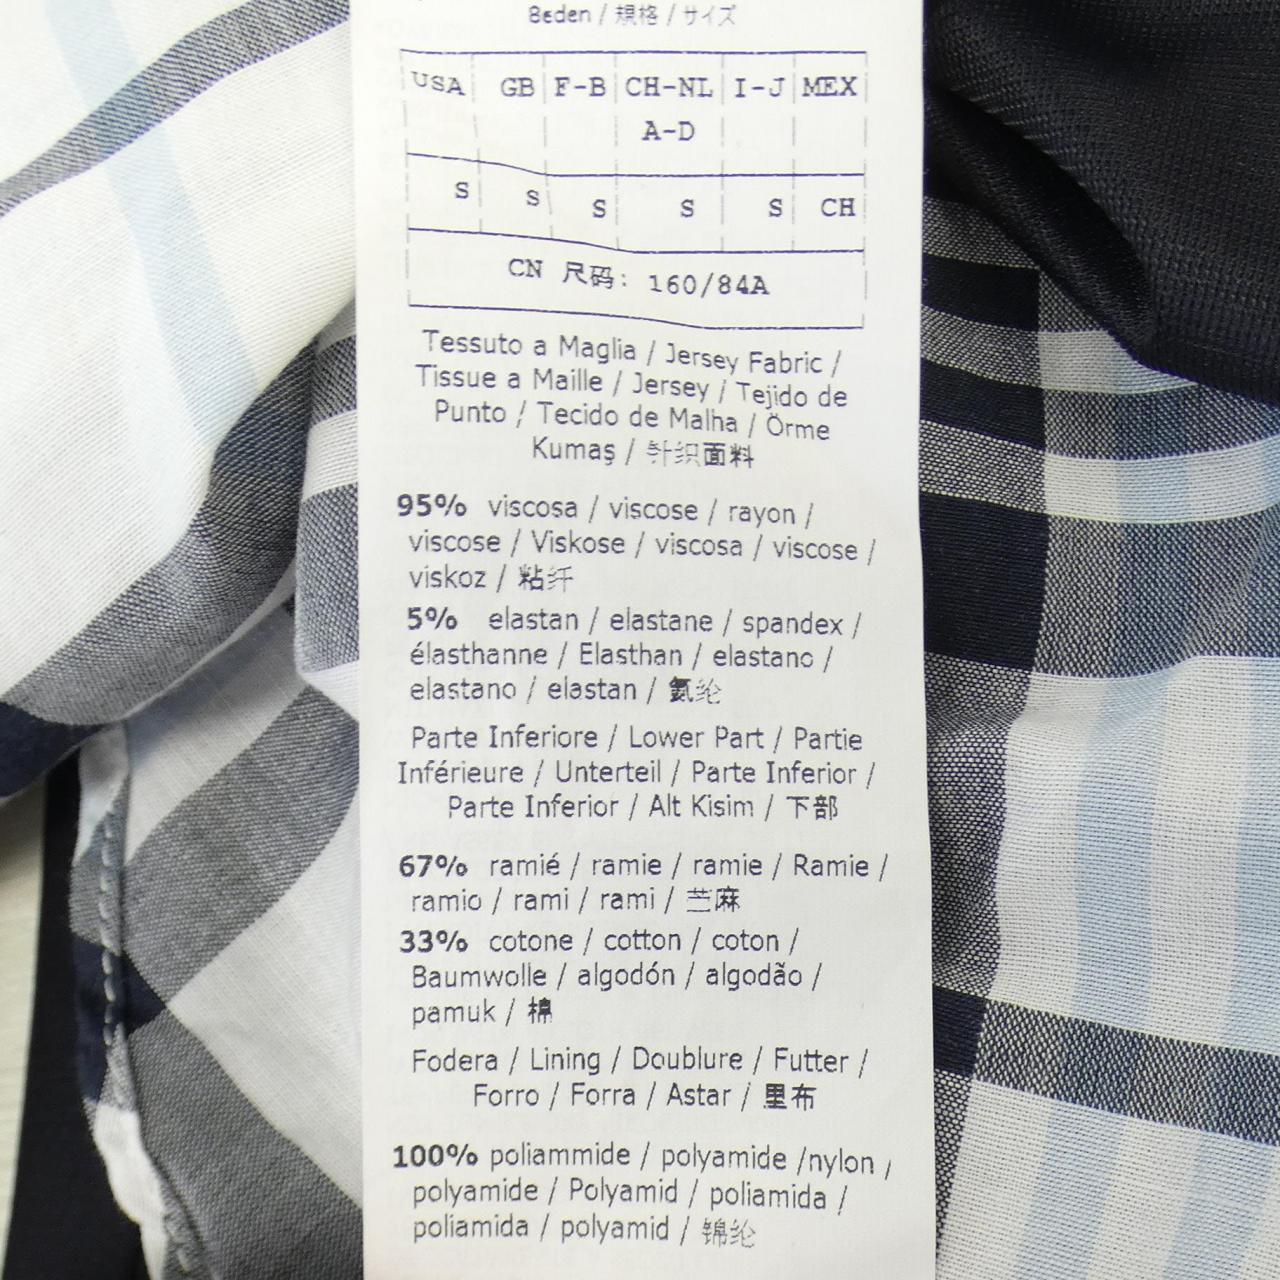 Beden / 規格 / サイズ
USA GB F-B CH-NL I-J MEX
A-D
S S S S S CH
CN 尺码: 160/84A
Tessuto a Maglia / Jersey Fabric /
Tissue a Maille / Jersey / Tejido de
Punto / Tecido de Malha / Örme
Kumaş / 针织面料
95% viscosa / viscose / rayon /
viscose / Viskose / viscosa / viscose /
viskoz / 粘纤
5% elastan / elastane / spandex /
élasthanne / Elasthan / elastano /
elastano / elastan / 氨纶
Parte Inferiore / Lower Part / Partie
Inférieure / Unterteil / Parte Inferior /
Parte Inferior / Alt Kisim / 下部
67% ramié / ramie / ramie / Ramie /
ramio / rami / rami / 苎麻
33% cotone / cotton / coton /
Baumwolle / algodón / algodão /
pamuk / 棉
Fodera / Lining / Doublure / Futter /
Forro / Forra / Astar / 里布
100% poliammide / polyamide /nylon /
polyamide / Polyamid / poliamida /
poliamida / polyamid / 锦纶